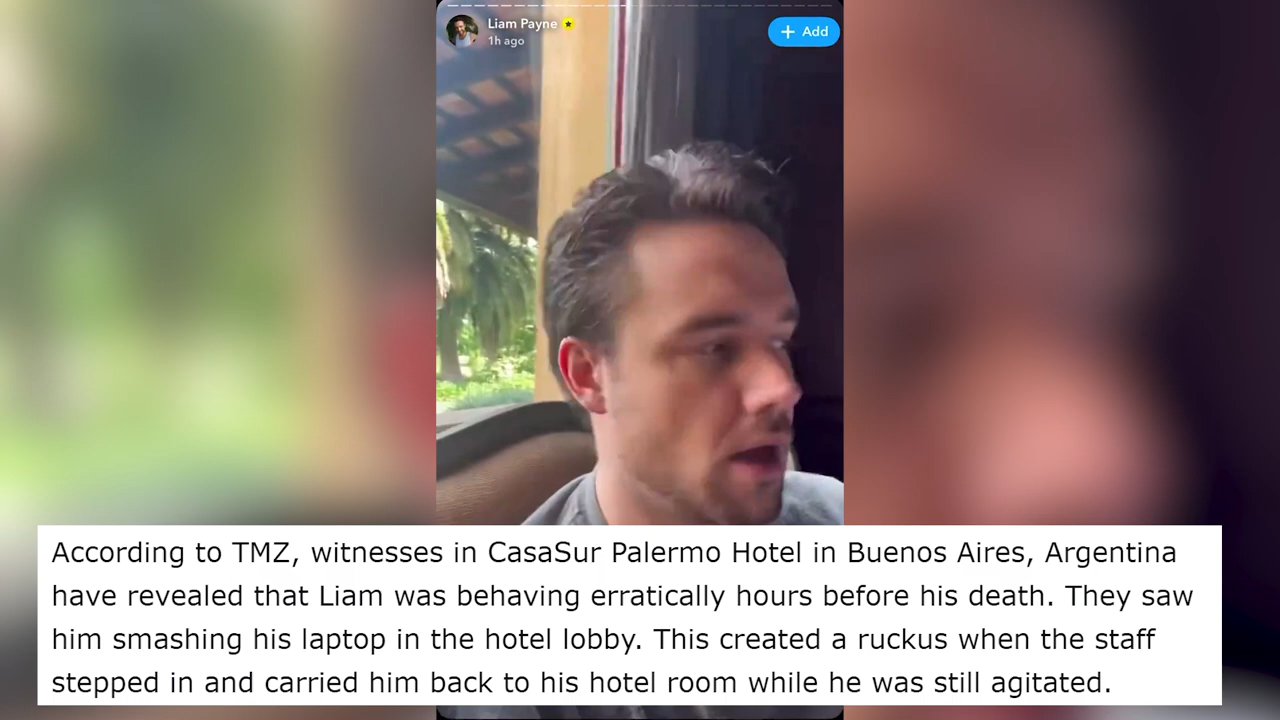 Liam Payne
1h ago
+ Add
According to TMZ, witnesses in CasaSur Palermo Hotel in Buenos Aires, Argentina
have revealed that Liam was behaving erratically hours before his death. They saw
him smashing his laptop in the hotel lobby. This created a ruckus when the staff
stepped in and carried him back to his hotel room while he was still agitated.